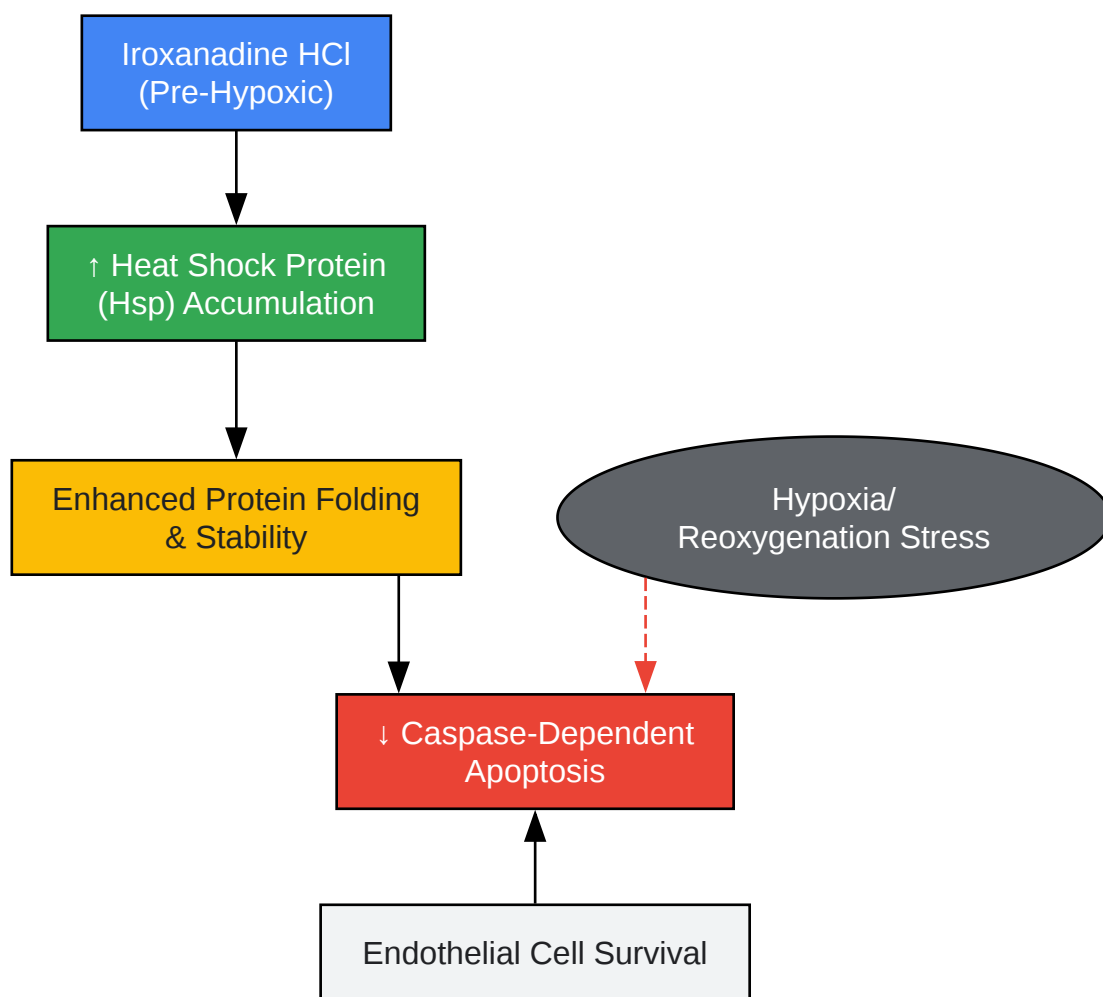 Iroxanadine HCl
(Pre-Hypoxic)
↑ Heat Shock Protein
(Hsp) Accumulation
Enhanced Protein Folding
& Stability
Hypoxia/
Reoxygenation Stress
↓ Caspase-Dependent
Apoptosis
Endothelial Cell Survival